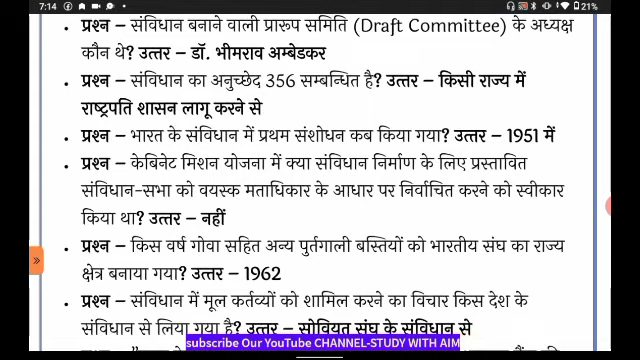 7:14
21%
प्रश्न – संविधान बनाने वाली प्रारूप समिति (Draft Committee) के अध्यक्ष
कौन थे? उत्तर – डॉ. भीमराव अम्बेडकर
प्रश्न – संविधान का अनुच्छेद 356 सम्बन्धित है? उत्तर – किसी राज्य में
राष्ट्रपति शासन लागू करने से
प्रश्न – भारत के संविधान में प्रथम संशोधन कब किया गया? उत्तर – 1951 में
प्रश्न – केबिनेट मिशन योजना में क्या संविधान निर्माण के लिए प्रस्तावित
संविधान-सभा को वयस्क मताधिकार के आधार पर निर्वाचित करने को स्वीकार
किया था? उत्तर – नहीं
प्रश्न – किस वर्ष गोवा सहित अन्य पुर्तगाली बस्तियों को भारतीय संघ का राज्य
क्षेत्र बनाया गया? उत्तर – 1962
प्रश्न – संविधान में मूल कर्तव्यों को शामिल करने का विचार किस देश के
संविधान से लिया गया है? उत्तर – सोवियत संघ के संविधान से
subscribe Our YouTube CHANNEL-STUDY WITH AIM